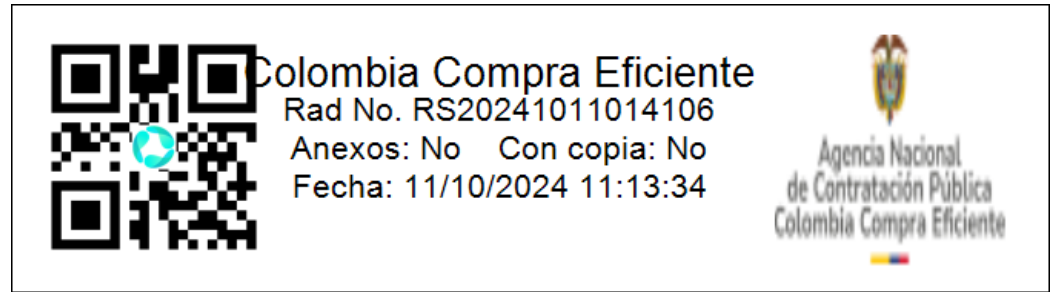 Colombia Compra Eficiente
Rad No. RS20241011014106
Anexos: No Con copia: No
Fecha: 11/10/2024 11:13:34
Agencia Nacional
de Contratación Pública
Colombia Compra Eficiente